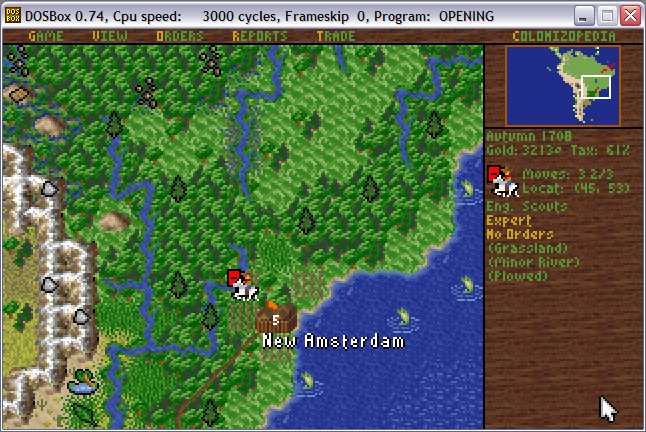 DOSBox 0.74, Cpu speed: 3000 cycles, Frameskip 0, Program: OPENING
GAME VIEW ORDERS REPORTS TRADE COLONIZOPEDIA
Autumn 1708
Gold: 3213 Tax: 61%
Moves: 3 2/3
Locat: (45, 53)
Eng. Scouts
Expert
No Orders
(Grassland)
(Minor River)
(Plowed)
5
New Amsterdam